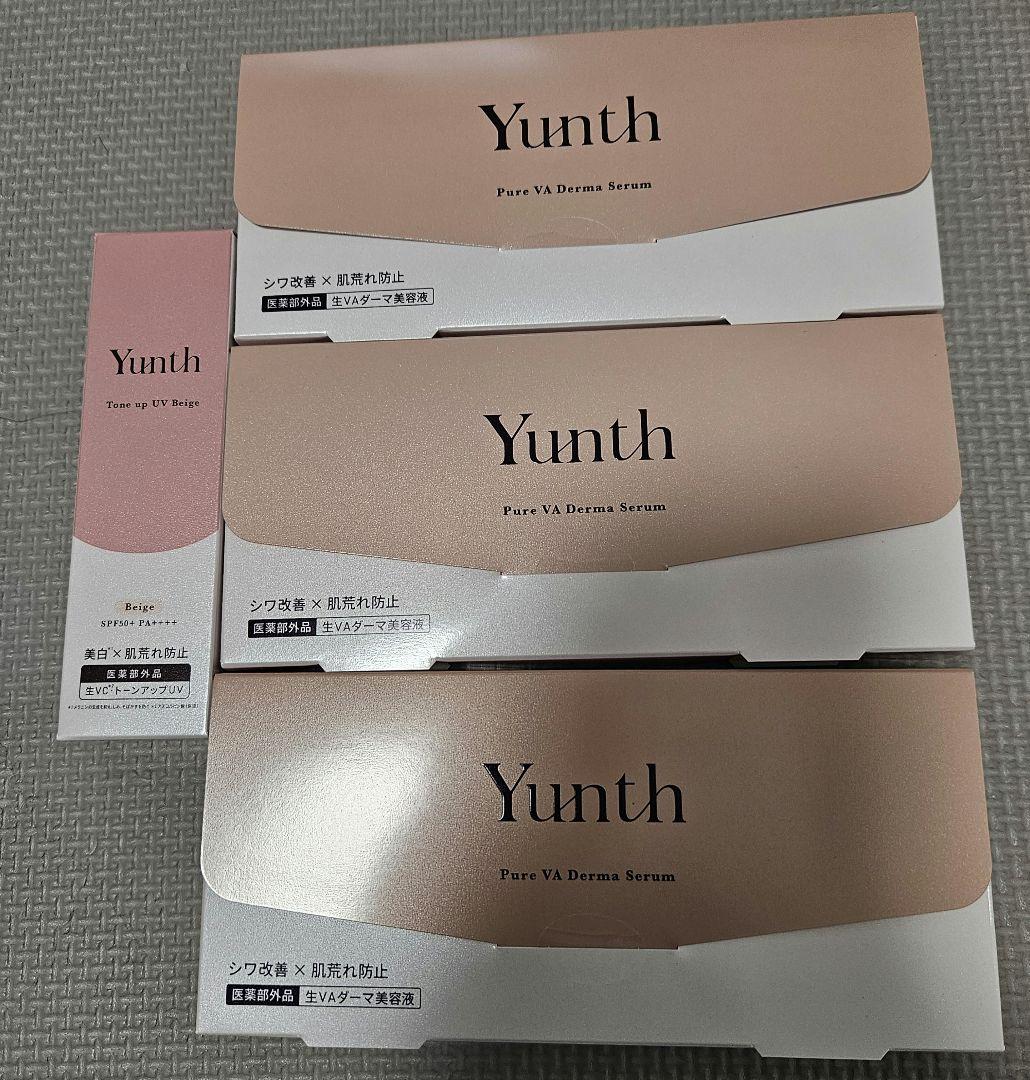 Yunth
Pure VA Derma Serum
シワ改善 × 肌荒れ防止
医薬部外品 生VAダーマ美容液
Yunth
Tone up UV Beige
Beige
SPF50+ PA++++
美白* × 肌荒れ防止
医薬部外品
生VC*²トーンアップUV
Yunth
Pure VA Derma Serum
シワ改善 × 肌荒れ防止
医薬部外品 生VAダーマ美容液
Yunth
Pure VA Derma Serum
シワ改善 × 肌荒れ防止
医薬部外品 生VAダーマ美容液